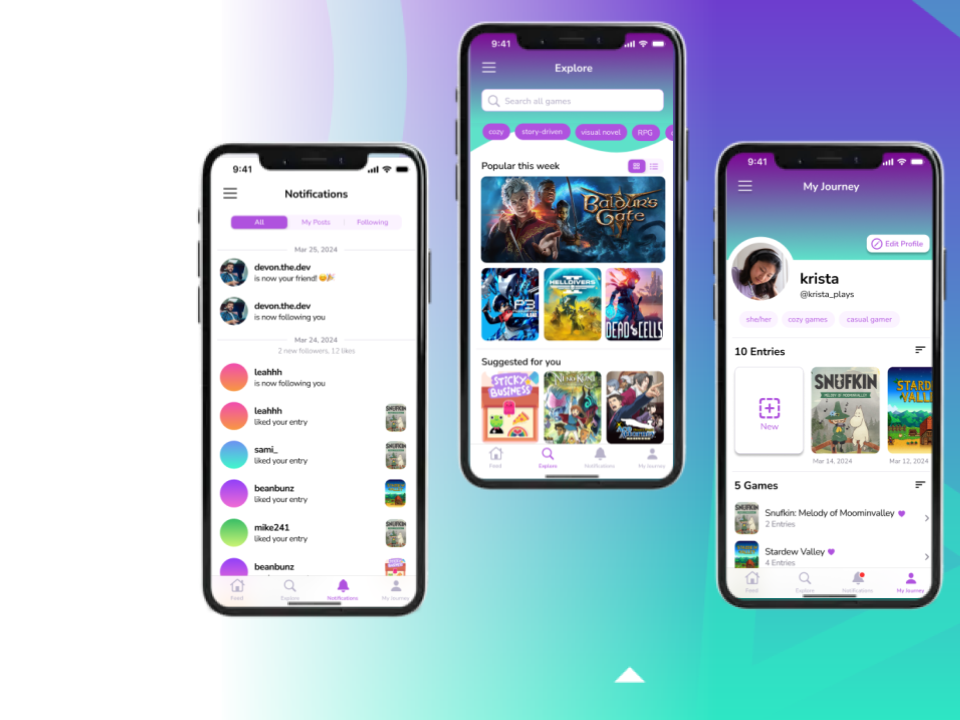 9:41
Notifications
All
My Posts
Following
Mar 25, 2024
devon.the.dev
is now your friend!
devon.the.dev
is now following you
Mar 24, 2024
2 new followers, 12 likes
leahhh
is now following you
leahhh
liked your entry
SNUFKIN
sami_
liked your entry
SNUFKIN
beanbunz
liked your entry
mike241
liked your entry
SNUFKIN
beanbunz
Feed
Explore
Notifications
My Journey
9:41
Explore
Search all games
cozy
story-driven
visual novel
RPG
Popular this week
BALDUR'S
GATE
P3
HELLDIVERS
DEAD CELLS
Suggested for you
STICKY
BUSINESS
Feed
Explore
Notifications
My Journey
9:41
My Journey
Edit Profile
krista
@krista_plays
she/her
cozy games
casual gamer
10 Entries
New
SNUFKIN
MELODY OF MOOMINVALLEY
Mar 14, 2024
STARD
VALL
Mar 12, 2024
5 Games
Snufkin: Melody of Moominvalley
2 Entries
Stardew Valley
4 Entries
Feed
Explore
Notifications
My Journey